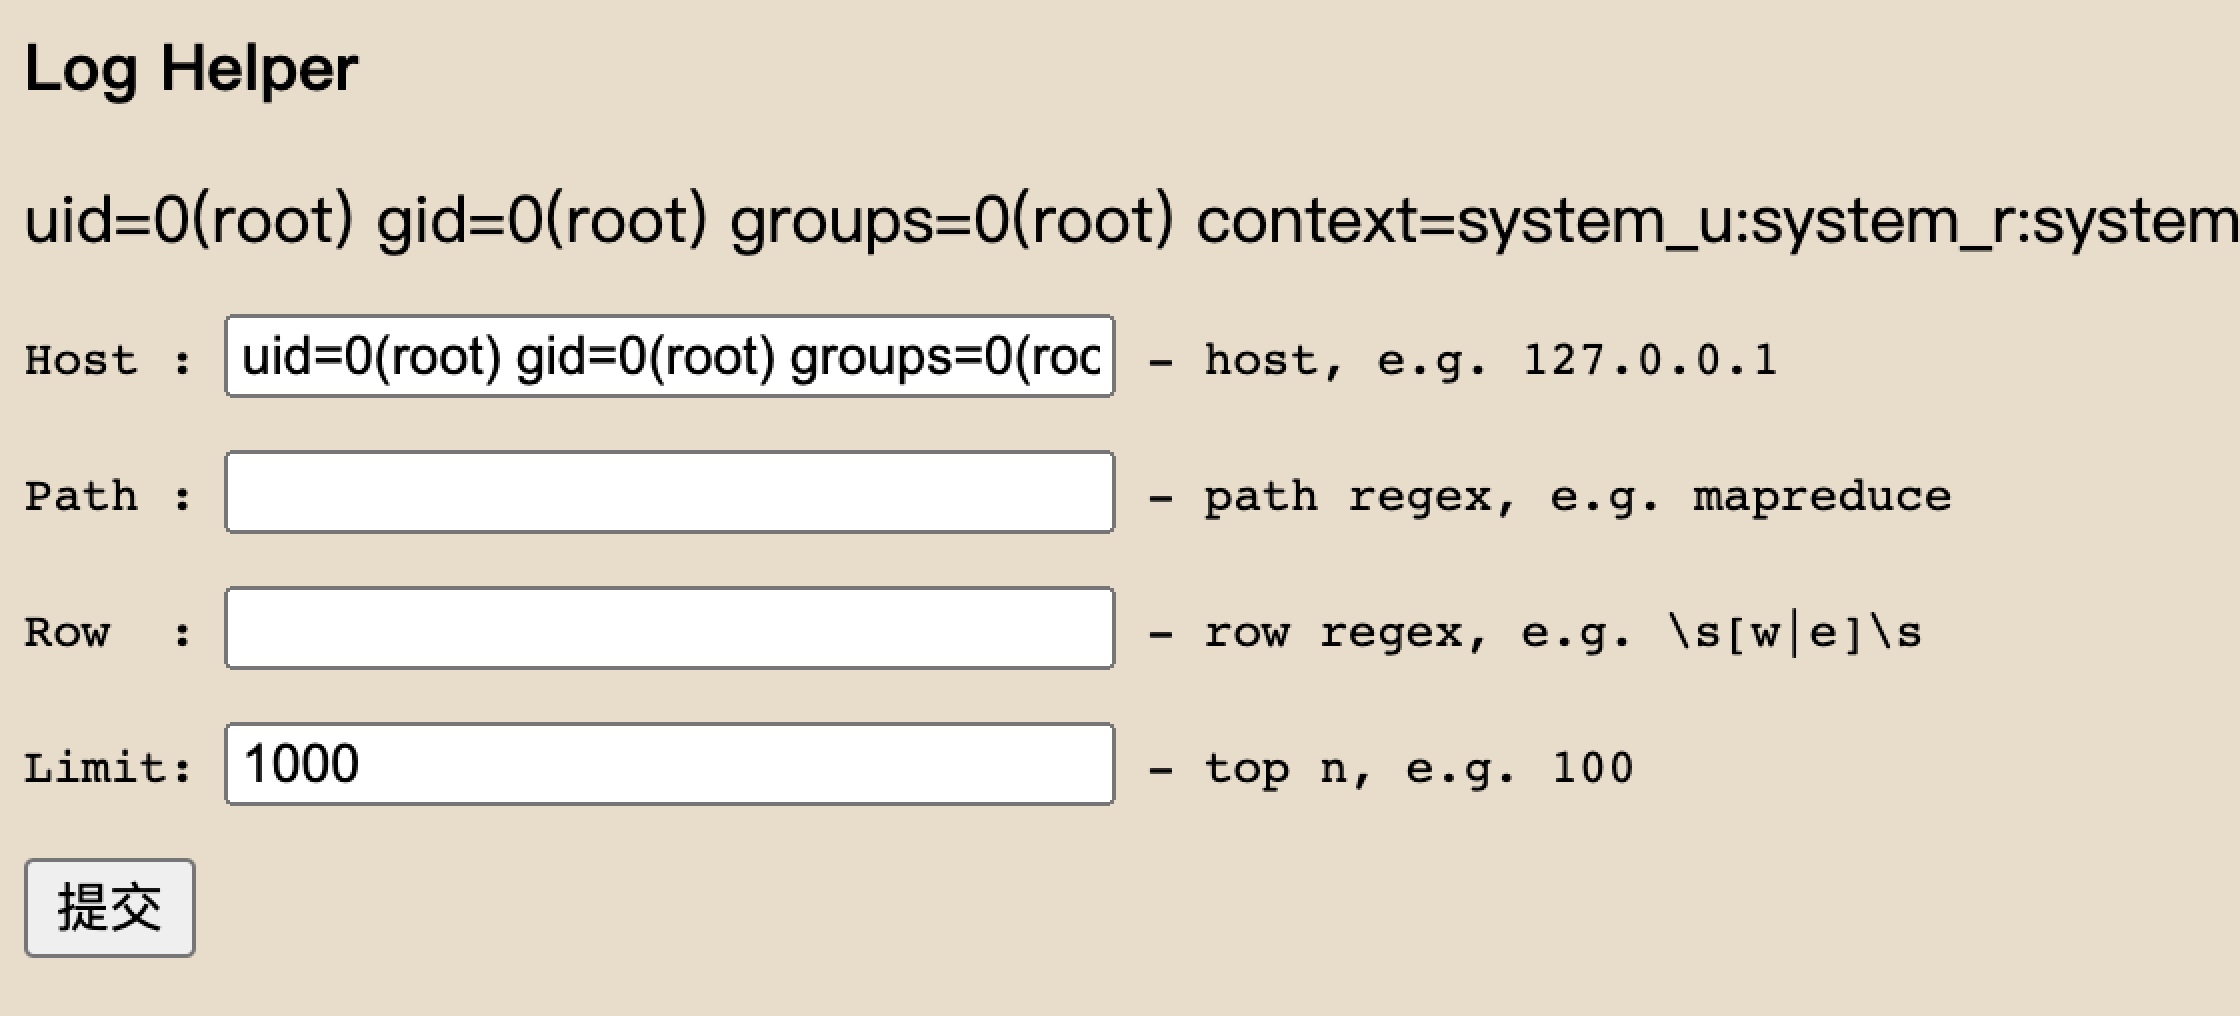 Log Helper
uid=0(root) gid=0(root) groups=0(root) context=system_u:system_r:system
Host : uid=0(root) gid=0(root) groups=0(roo - host, e.g. 127.0.0.1
Path : - path regex, e.g. mapreduce
Row : - row regex, e.g. \s[w|e]\s
Limit: 1000 - top n, e.g. 100
提交